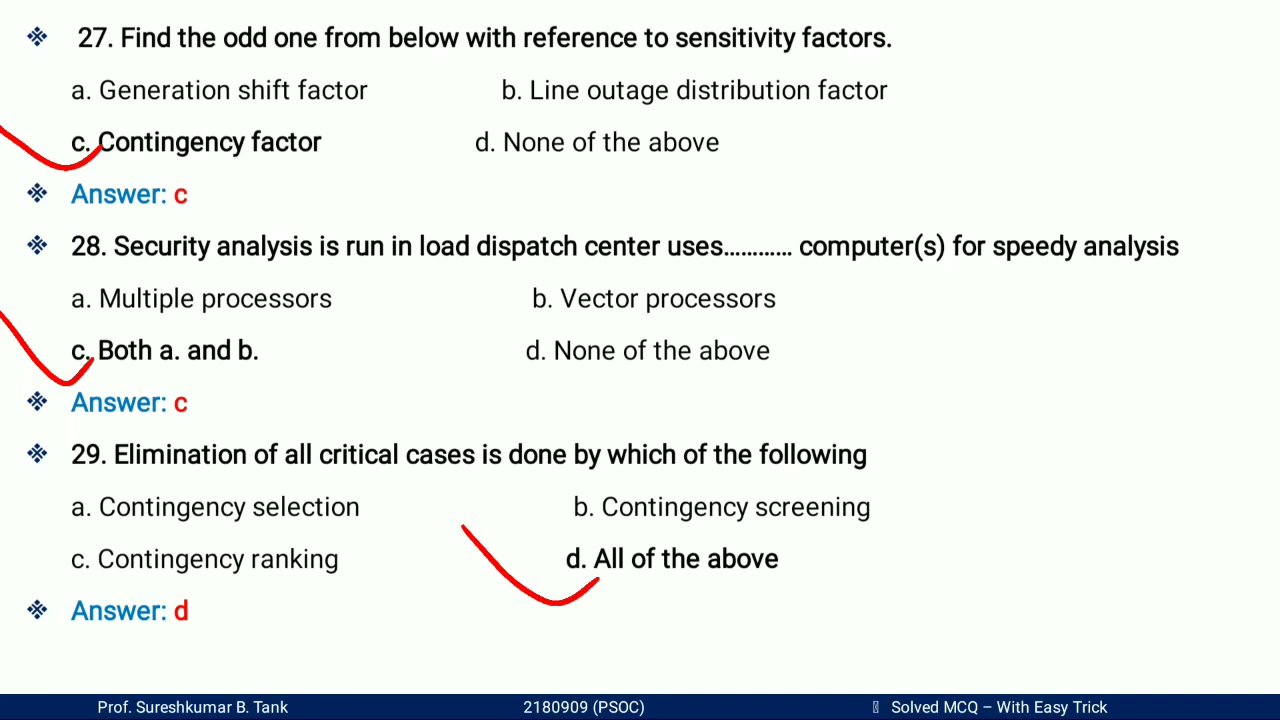 ❖ 27. Find the odd one from below with reference to sensitivity factors.
a. Generation shift factor b. Line outage distribution factor
c. Contingency factor d. None of the above
❖ Answer: c
❖ 28. Security analysis is run in load dispatch center uses............ computer(s) for speedy analysis
a. Multiple processors b. Vector processors
c. Both a. and b. d. None of the above
❖ Answer: c
❖ 29. Elimination of all critical cases is done by which of the following
a. Contingency selection b. Contingency screening
c. Contingency ranking d. All of the above
❖ Answer: d
Prof. Sureshkumar B. Tank 2180909 (PSOC) Solved MCQ – With Easy Trick